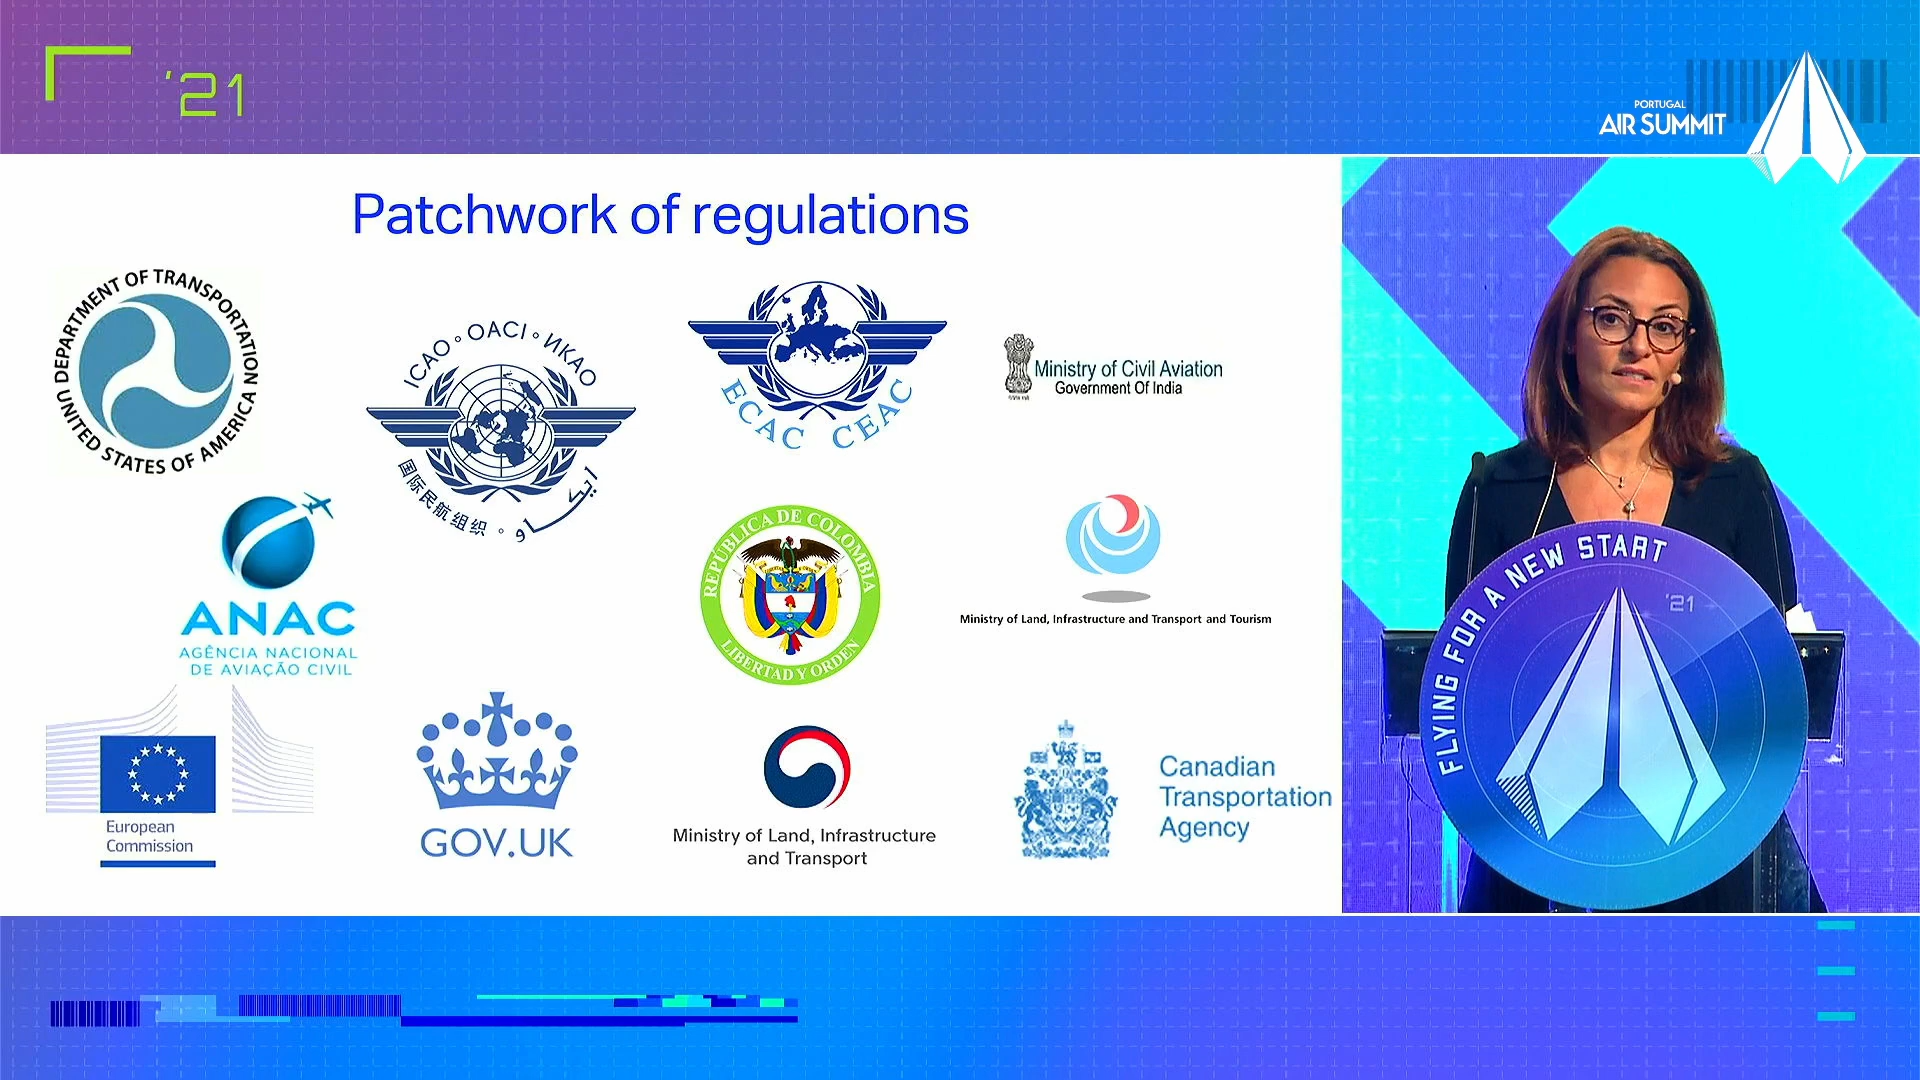 '21
PORTUGAL
AIR SUMMIT
Patchwork of regulations
DEPARTMENT OF TRANSPORTATION
UNITED STATES OF AMERICA
ICAO ◦ OACI ◦ ИКАО
国际民航组织 ◦ ايكاو
ECAC CEAC
Ministry of Civil Aviation
Government Of India
ANAC
AGÊNCIA NACIONAL
DE AVIAÇÃO CIVIL
REPÚBLICA DE COLOMBIA
LIBERTAD Y ORDEN
Ministry of Land, Infrastructure and Transport and Tourism
European
Commission
GOV.UK
Ministry of Land, Infrastructure
and Transport
Canadian
Transportation
Agency
FLYING FOR A NEW START
'21